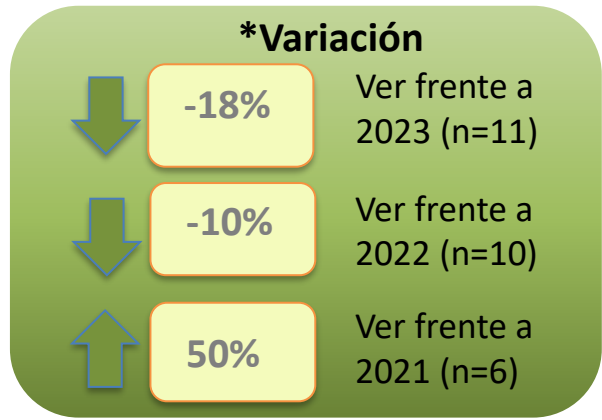 *Variación
-18%
Ver frente a
2023 (n=11)
-10%
Ver frente a
2022 (n=10)
50%
Ver frente a
2021 (n=6)